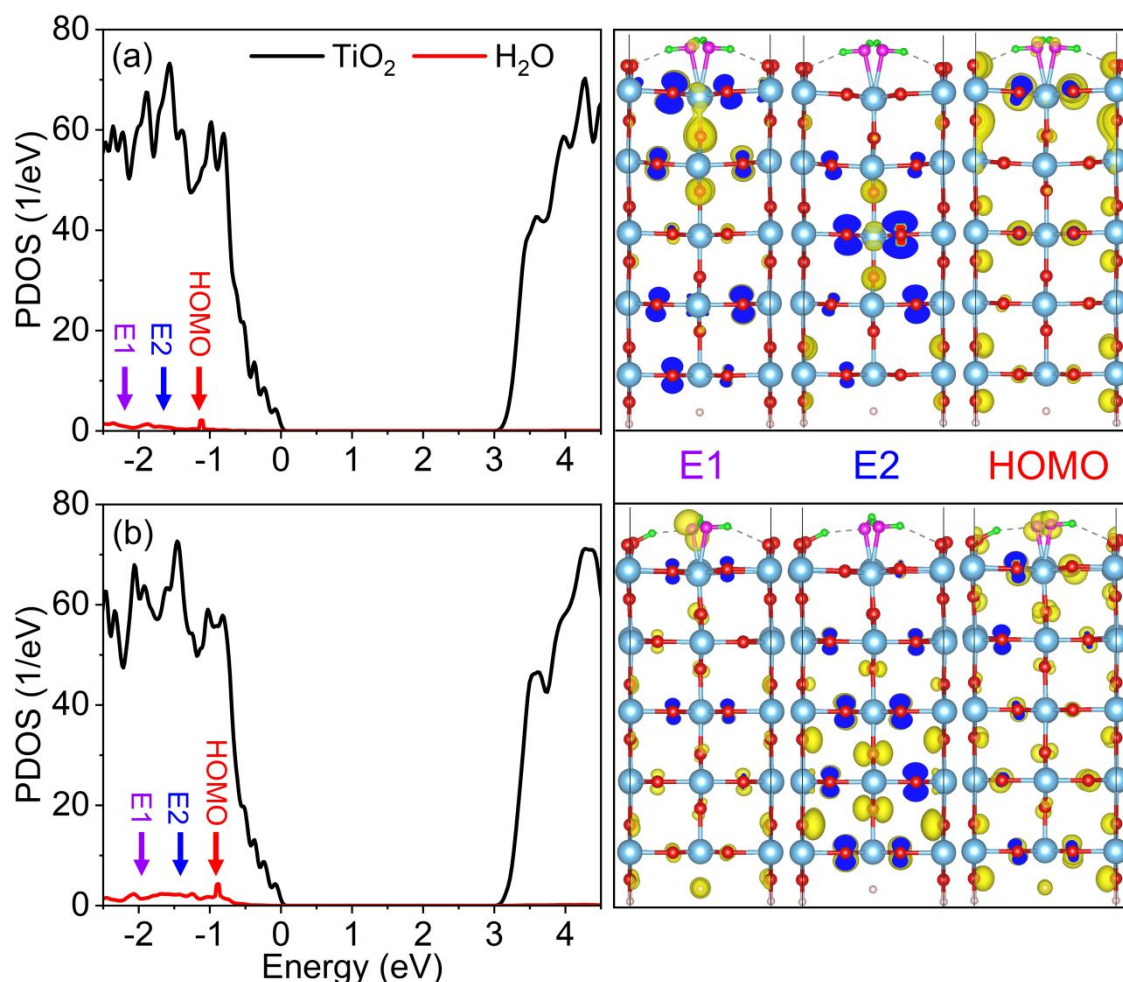 80
(a)
TiO2
H2O
60
PDOS (1/eV)
40
20
E1
E2
HOMO
0
-2 -1 0 1 2 3 4
E1 E2 HOMO
80
(b)
60
PDOS (1/eV)
40
20
E1
E2
HOMO
0
-2 -1 0 1 2 3 4
Energy (eV)